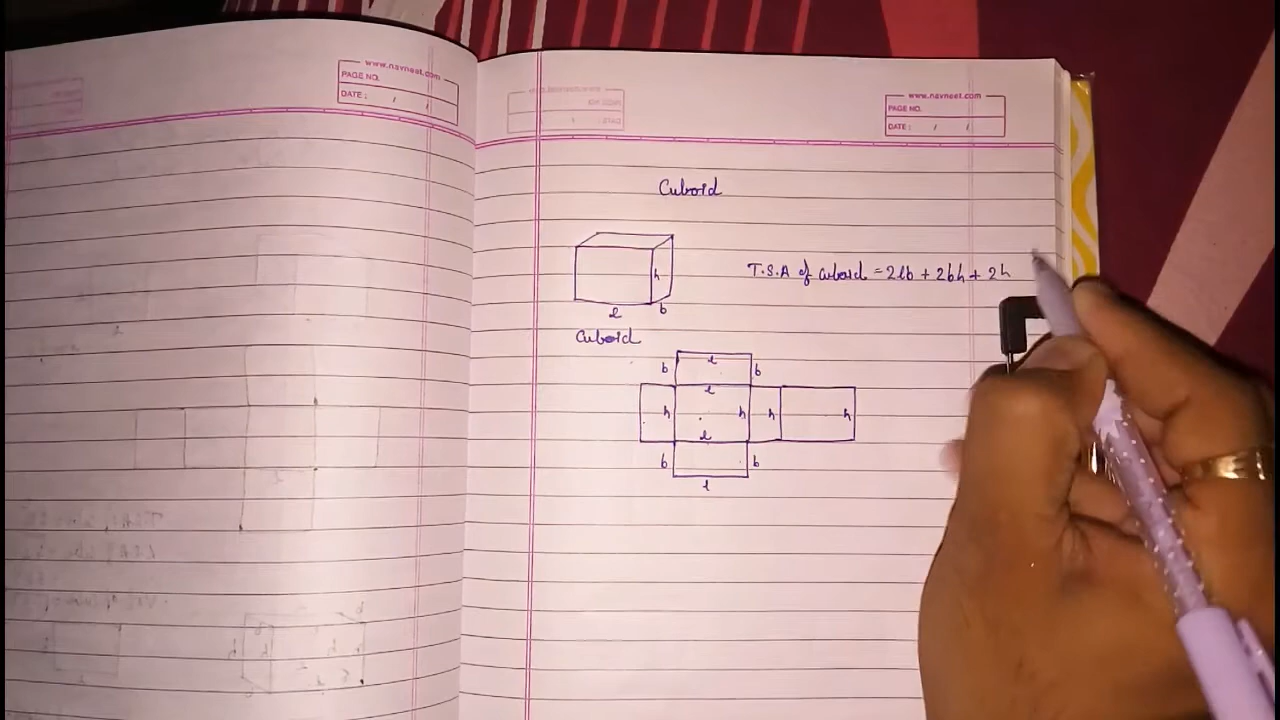 www.navneet.com
PAGE NO.
DATE : / /
www.navneet.com
PAGE NO.
DATE : / /
Cuboid
T.S.A of cuboid = 2lb + 2bh + 2h
h
l b
Cuboid
b l b
l
h h h h
l
b b
l